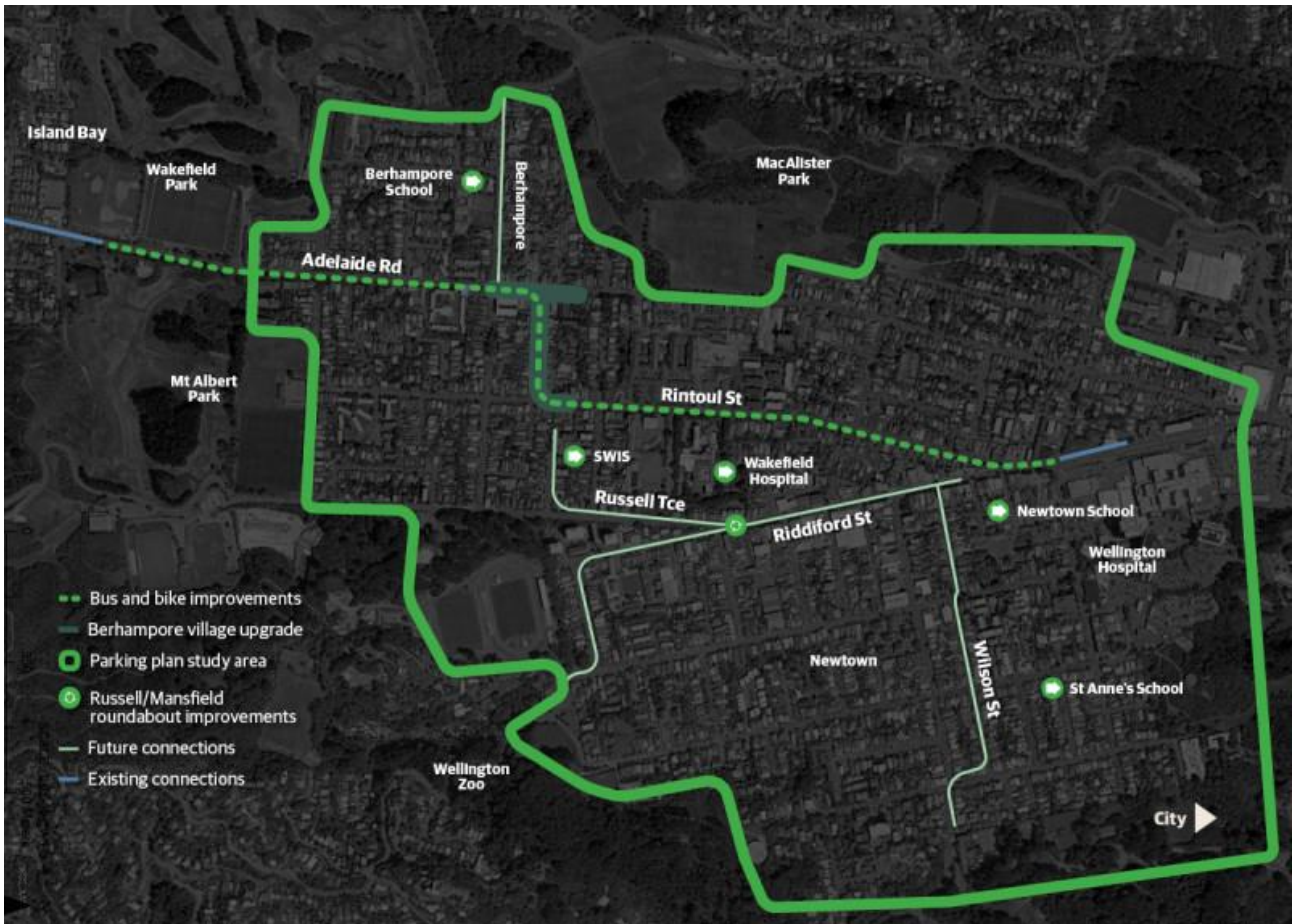 Island Bay
Wakefield
Park
Berhampore
School
Berhampore
MacAlister
Park
Adelaide Rd
Mt Albert
Park
Rintoul St
SWIS
Wakefield
Hospital
Russell Tce
Riddiford St
Newtown School
Wellington
Hospital
Newtown
Wilson St
St Anne's School
Wellington
Zoo
City
Bus and bike improvements
Berhampore village upgrade
Parking plan study area
Russell/Mansfield
roundabout improvements
Future connections
Existing connections